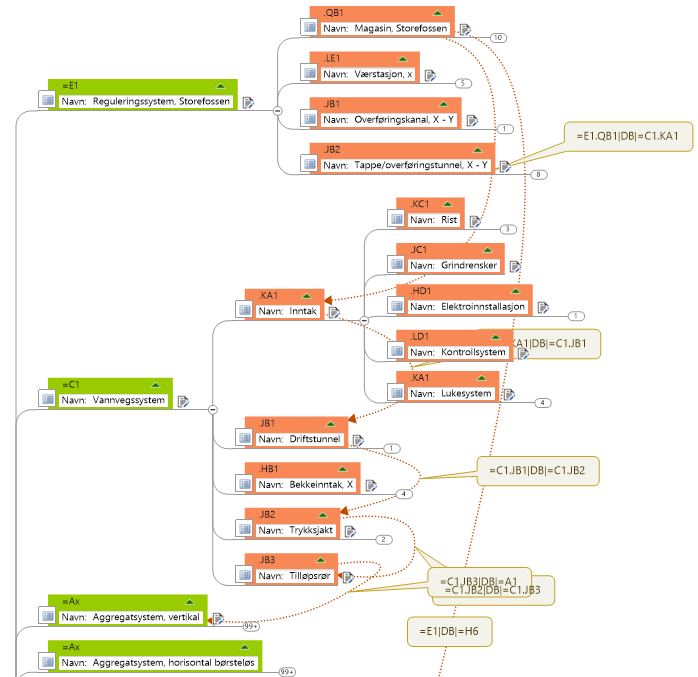 .QB1
Navn: Magasin, Storefossen
10
.LE1
Navn: Værstasjon, x
5
=E1
Navn: Reguleringssystem, Storefossen
.JB1
Navn: Overføringskanal, X - Y
1
=E1.QB1|DB|=C1.KA1
.JB2
Navn: Tappe/overføringstunnel, X - Y
8
.KC1
Navn: Rist
3
.JC1
Navn: Grindrensker
.HD1
Navn: Elektroinnstallasjon
1
.KA1
Navn: Inntak
.LD1
Navn: Kontrollsystem
KA1|DB|=C1.JB1
.KA1
Navn: Lukesystem
4
=C1
Navn: Vannvegssystem
.JB1
Navn: Driftstunnel
1
.HB1
Navn: Bekkeinntak, X
4
=C1.JB1|DB|=C1.JB2
.JB2
Navn: Trykksjakt
2
.JB3
Navn: Tilløpsrør
=C1.JB3|DB|=A1
=C1.JB2|DB|=C1.JB3
=Ax
Navn: Aggregatsystem, vertikal
99+
=E1|DB|=H6
=Ax
Navn: Aggregatsystem, horisontal børsteløs
99+